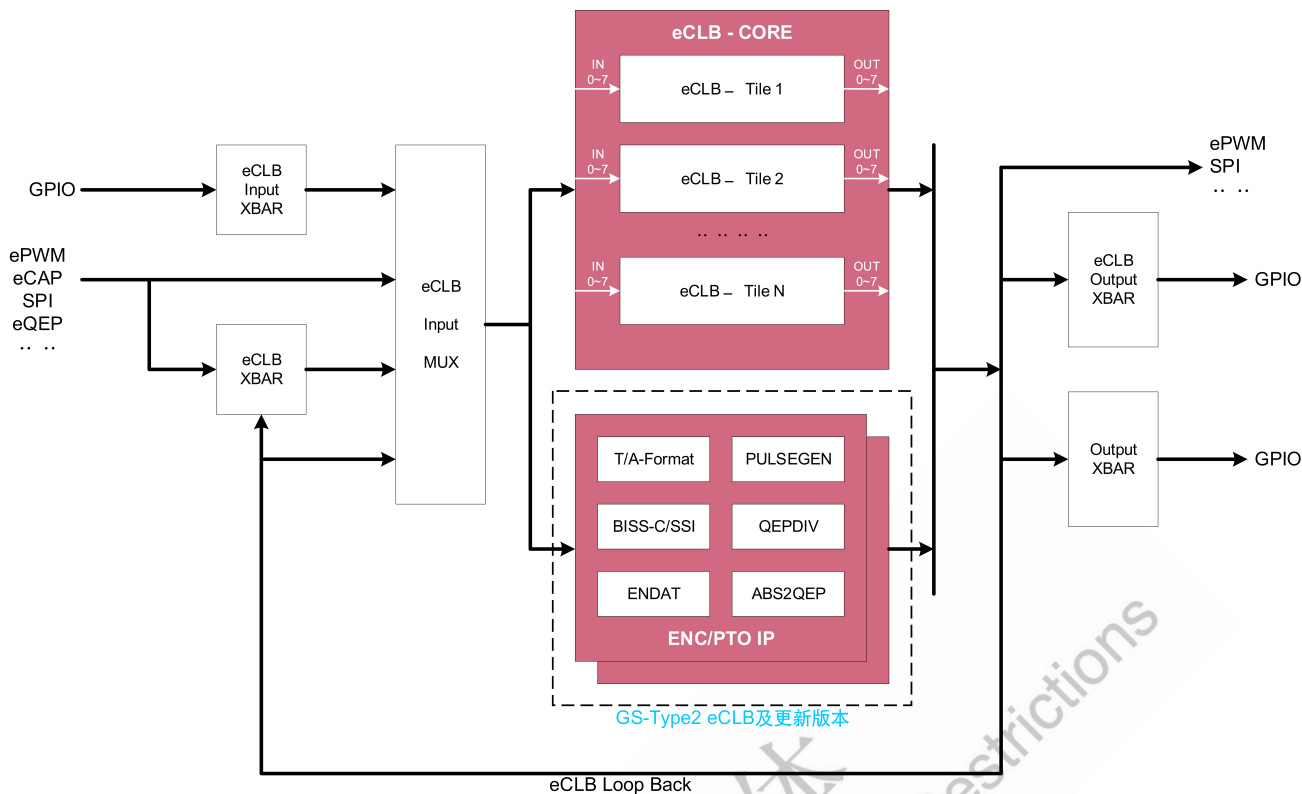 eCLB - CORE
IN
0~7
eCLB – Tile 1
OUT
0~7
IN
0~7
eCLB – Tile 2
OUT
0~7
.. .. .. ..
IN
0~7
eCLB – Tile N
OUT
0~7
GPIO
eCLB
Input
XBAR
ePWM
eCAP
SPI
eQEP
.. ..
eCLB
XBAR
eCLB
Input
MUX
T/A-Format
PULSEGEN
BISS-C/SSI
QEPDIV
ENDAT
ABS2QEP
ENC/PTO IP
GS-Type2 eCLB及更新版本
ePWM
SPI
.. ..
eCLB
Output
XBAR
GPIO
Output
XBAR
GPIO
eCLB Loop Back